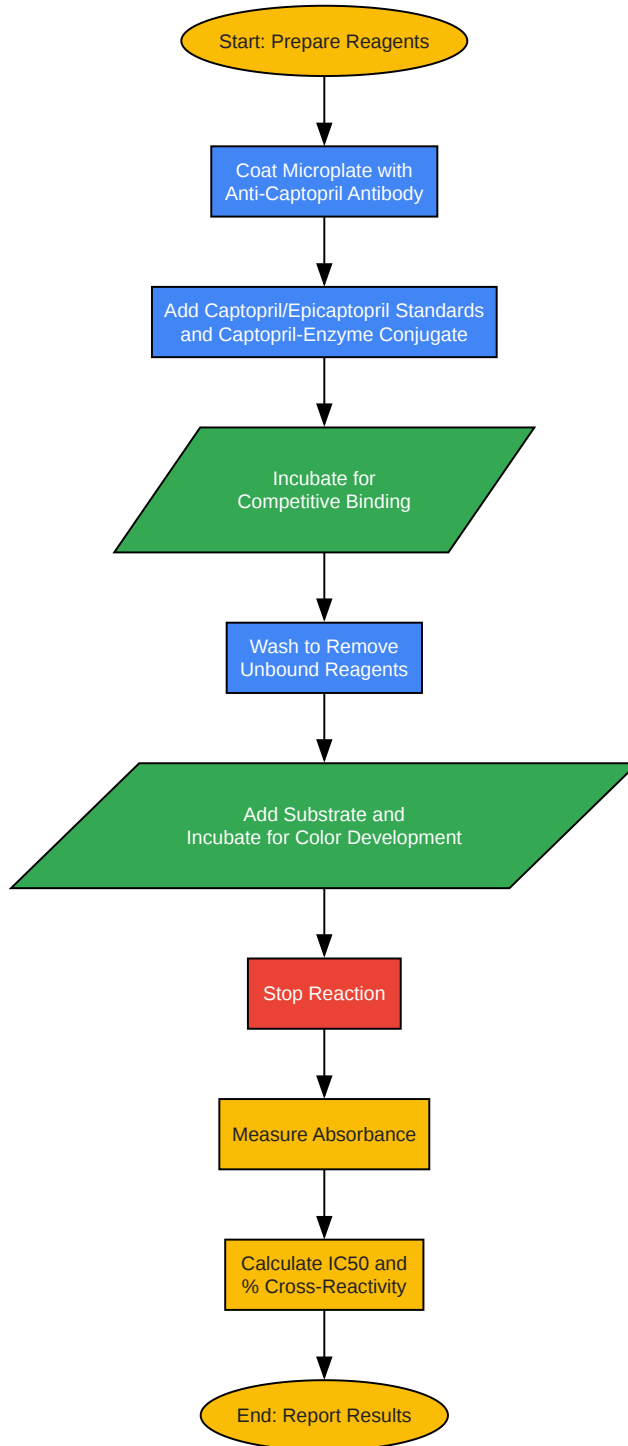 Start: Prepare Reagents
Coat Microplate with
Anti-Captopril Antibody
Add Captopril/Epicaptopril Standards
and Captopril-Enzyme Conjugate
Incubate for
Competitive Binding
Wash to Remove
Unbound Reagents
Add Substrate and
Incubate for Color Development
Stop Reaction
Measure Absorbance
Calculate IC50 and
% Cross-Reactivity
End: Report Results